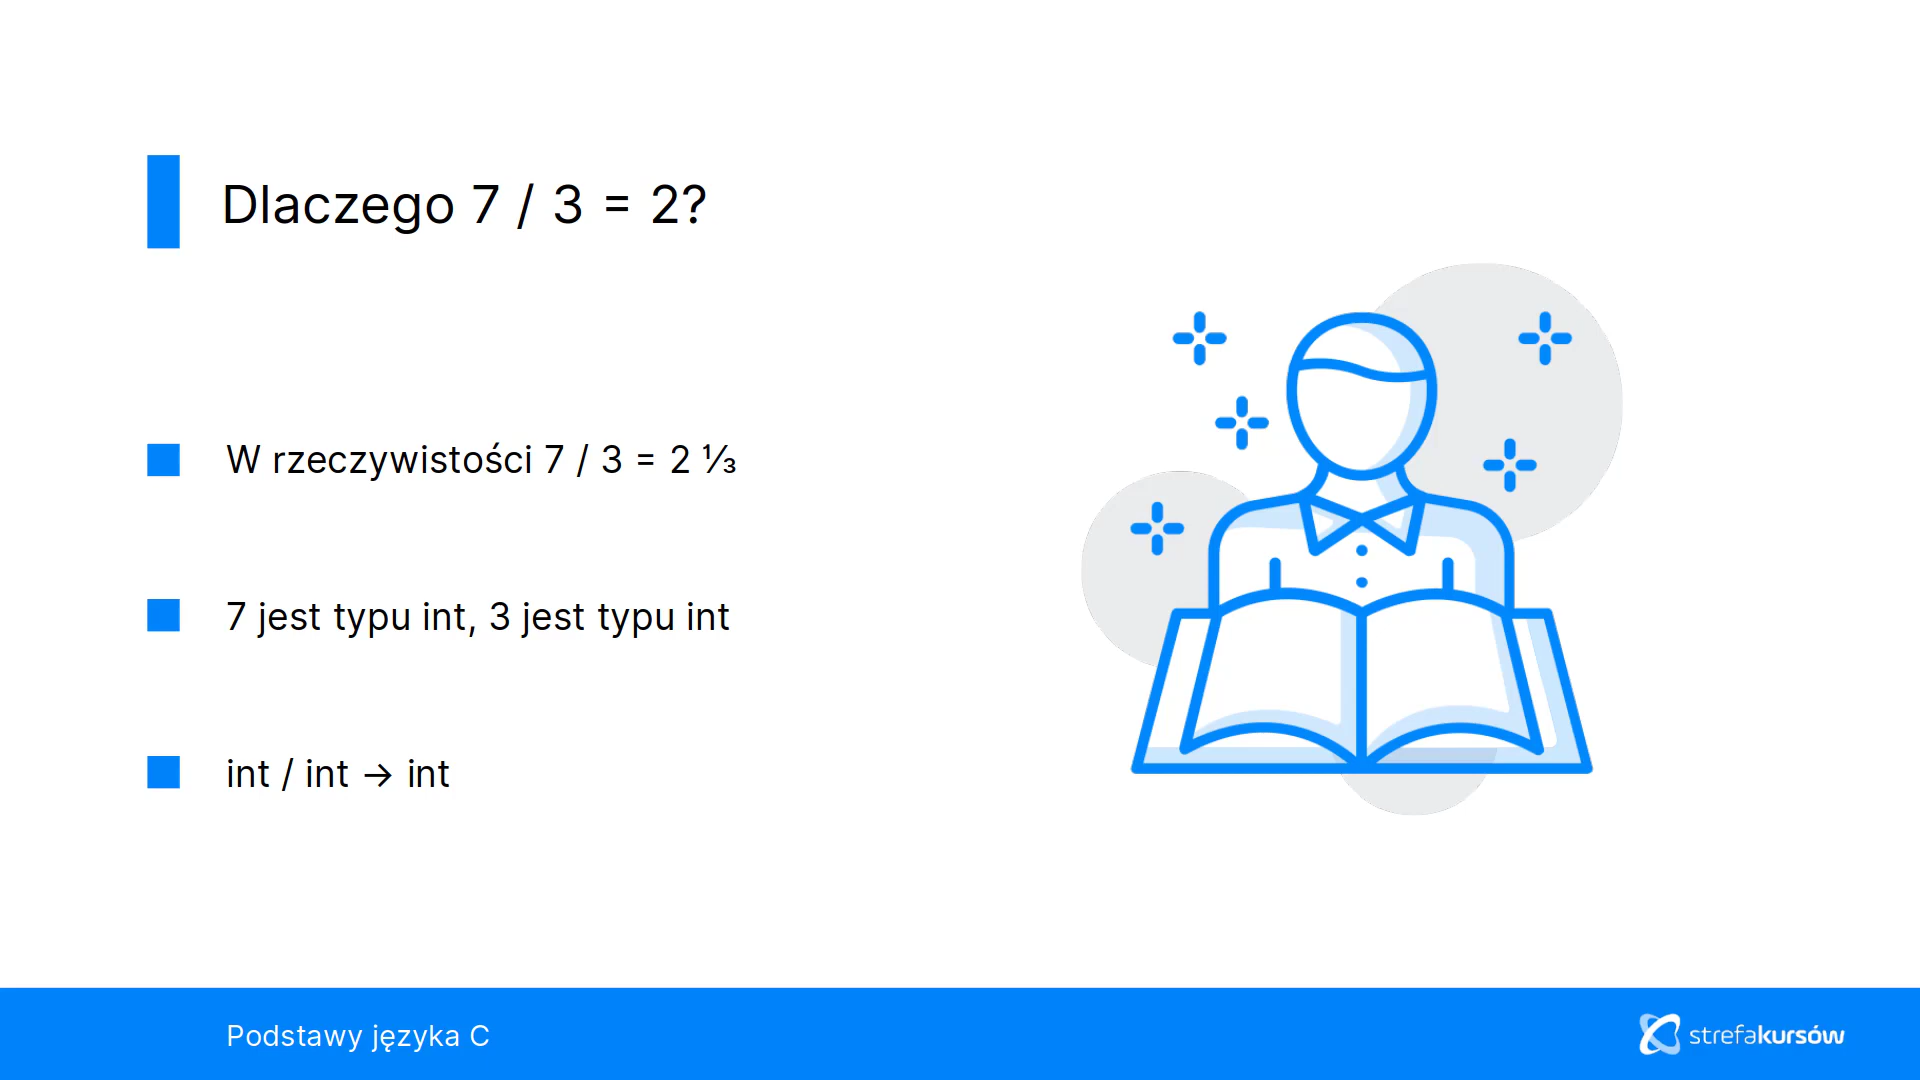 Dlaczego 7 / 3 = 2?
W rzeczywistości 7 / 3 = 2 ⅓
7 jest typu int, 3 jest typu int
int / int → int
Podstawy języka C
strefakursów